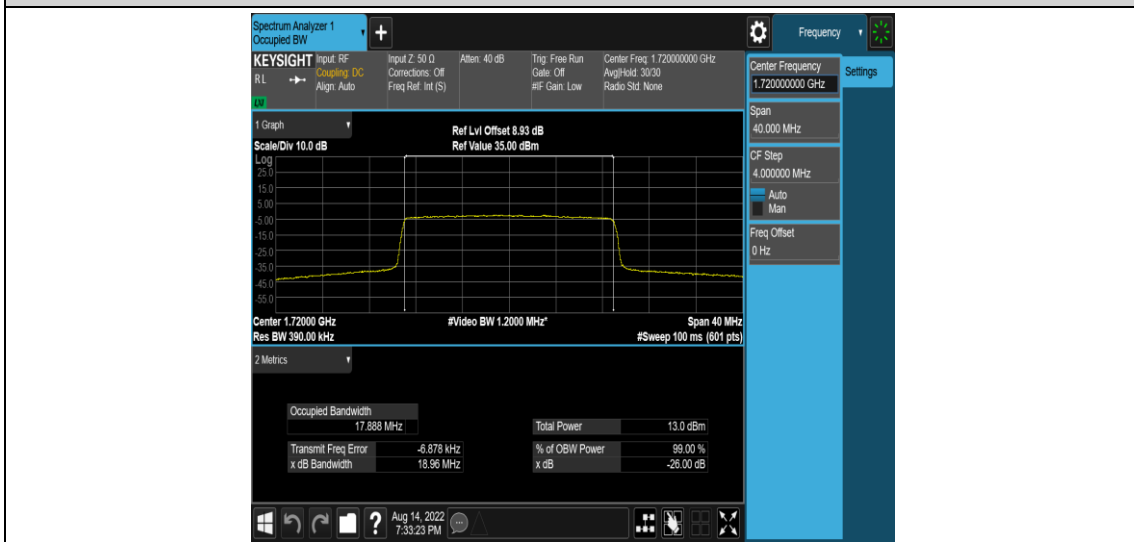 Spectrum Analyzer 1
Occupied BW
+
Frequency
KEYSIGHT
RL
Input: RF
Coupling: DC
Align: Auto
Input Z: 50 Ω
Corrections: Off
Freq Ref: Int (S)
Atten: 40 dB
Trig: Free Run
Gate: Off
#IF Gain: Low
Center Freq: 1.720000000 GHz
Avg|Hold: 30/30
Radio Std: None
Center Frequency
1.720000000 GHz
Settings
Span
40.000 MHz
CF Step
4.000000 MHz
Auto
Man
Freq Offset
0 Hz
1 Graph
Ref Lvl Offset 8.93 dB
Scale/Div 10.0 dB
Ref Value 35.00 dBm
Log
25.0
15.0
5.00
-5.00
-15.0
-25.0
-35.0
-45.0
-55.0
Center 1.72000 GHz
#Video BW 1.2000 MHz*
Span 40 MHz
Res BW 390.00 kHz
#Sweep 100 ms (601 pts)
2 Metrics
Occupied Bandwidth
17.888 MHz
Total Power 13.0 dBm
Transmit Freq Error -6.878 kHz
% of OBW Power 99.00 %
x dB Bandwidth 18.96 MHz
x dB -26.00 dB
?
Aug 14, 2022
7:33:23 PM